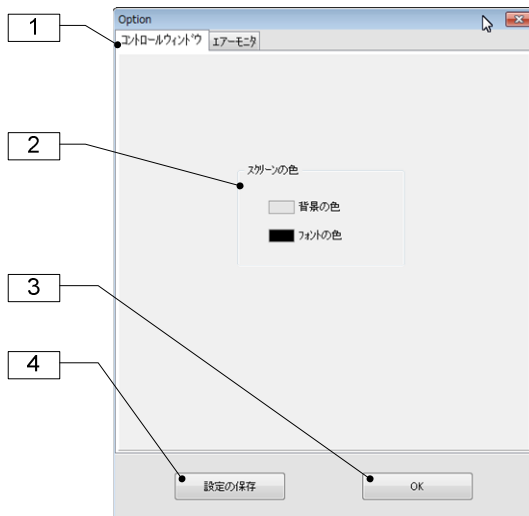 1
Option
ｺﾝﾄﾛｰﾙｳｨﾝﾄﾞｳ
ｴｱｰﾓﾆﾀ
2
ｽｸﾘｰﾝの色
背景の色
ﾌｫﾝﾄの色
3
4
設定の保存
OK